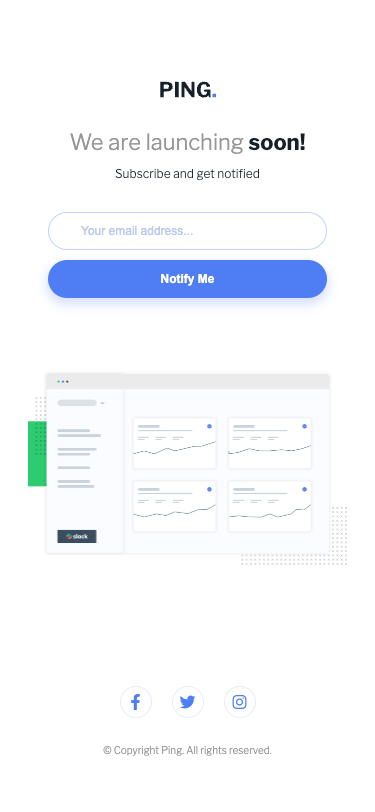 PING.
We are launching soon!
Subscribe and get notified
Your email address...
Notify Me
slack
© Copyright Ping. All rights reserved.